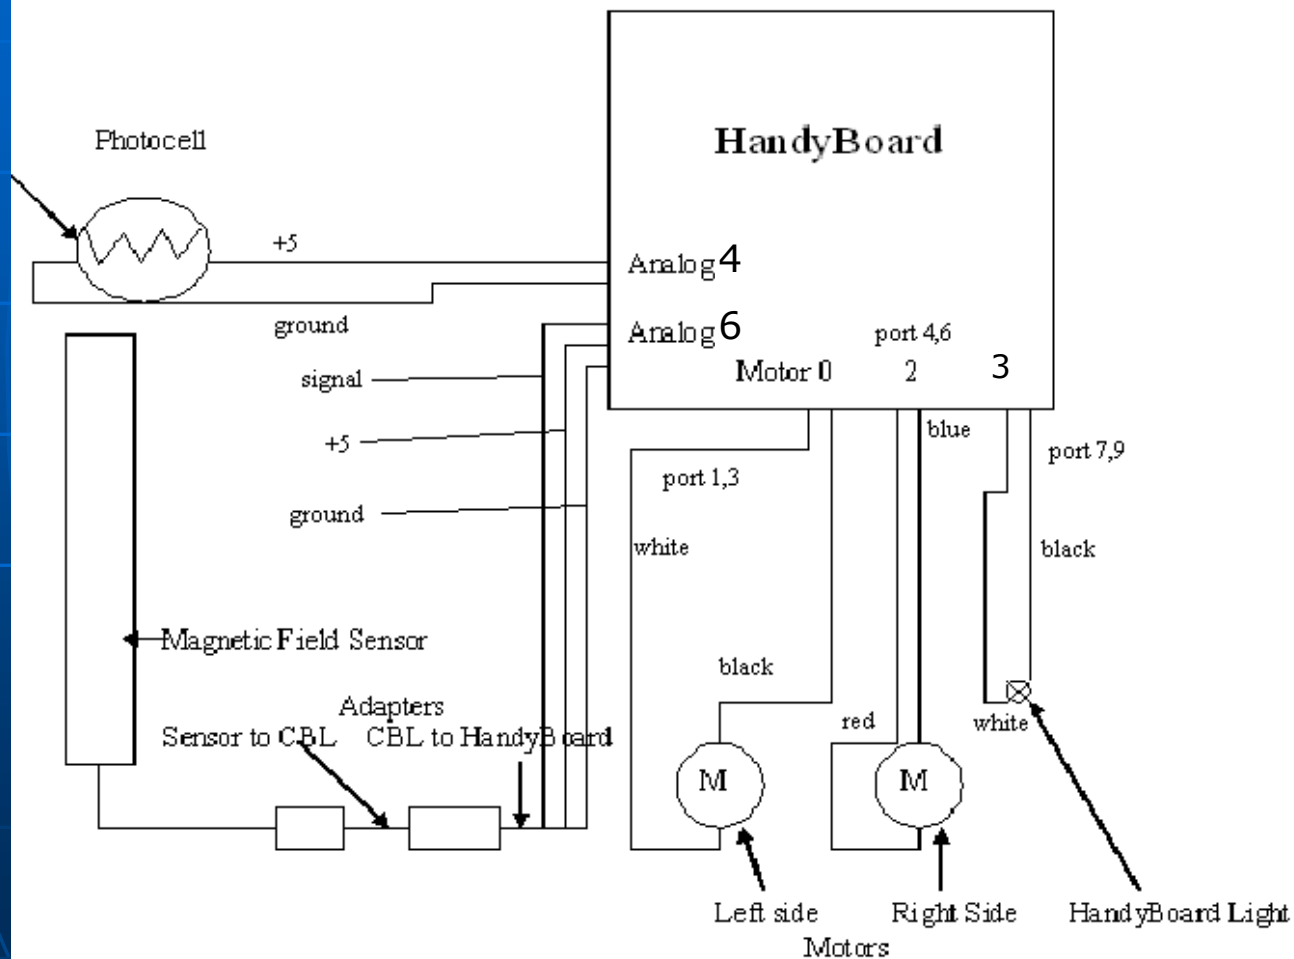 HandyBoard
Photocell
+5
Analog 4
ground
Analog 6
port 4,6
signal
Motor 0
2
3
+5
blue
port 7,9
port 1,3
ground
white
black
Magnetic Field Sensor
black
Adapters
Sensor to CBL
CBL to HandyBoard
red
white
M
M
Left side
Right Side
HandyBoard Light
Motors